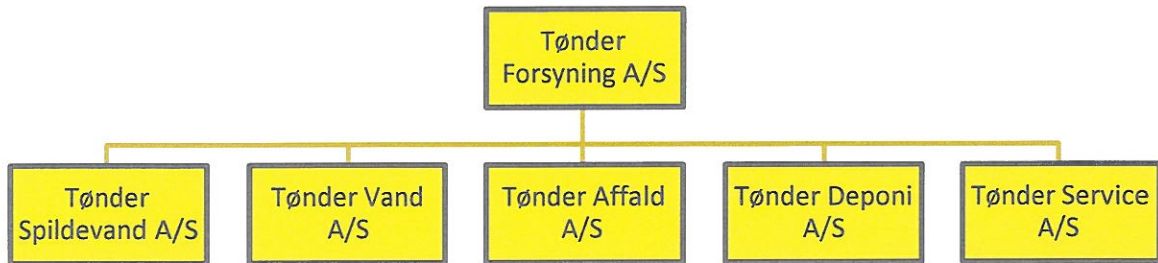 Tønder
Forsyning A/S
Tønder
Spildevand A/S
Tønder Vand
A/S
Tønder Affald
A/S
Tønder Deponi
A/S
Tønder Service
A/S